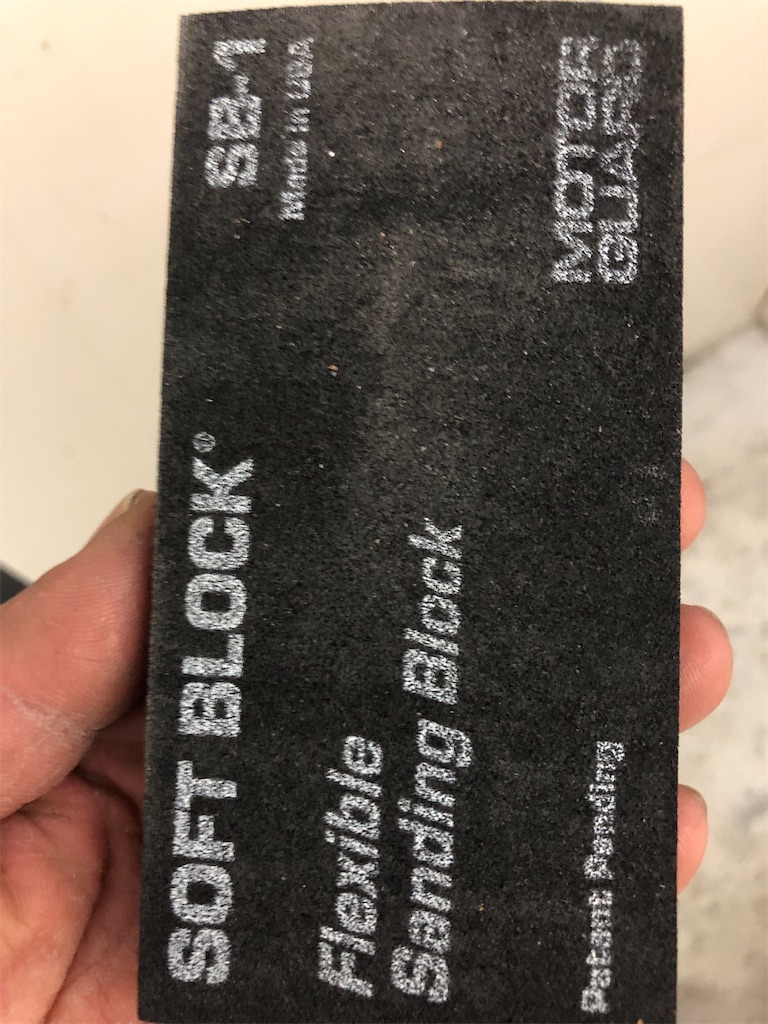 SOFT BLOCK®
SB-1
Made in USA
Flexible
Sanding Block
MOTOR
GUARD
Patent Pending